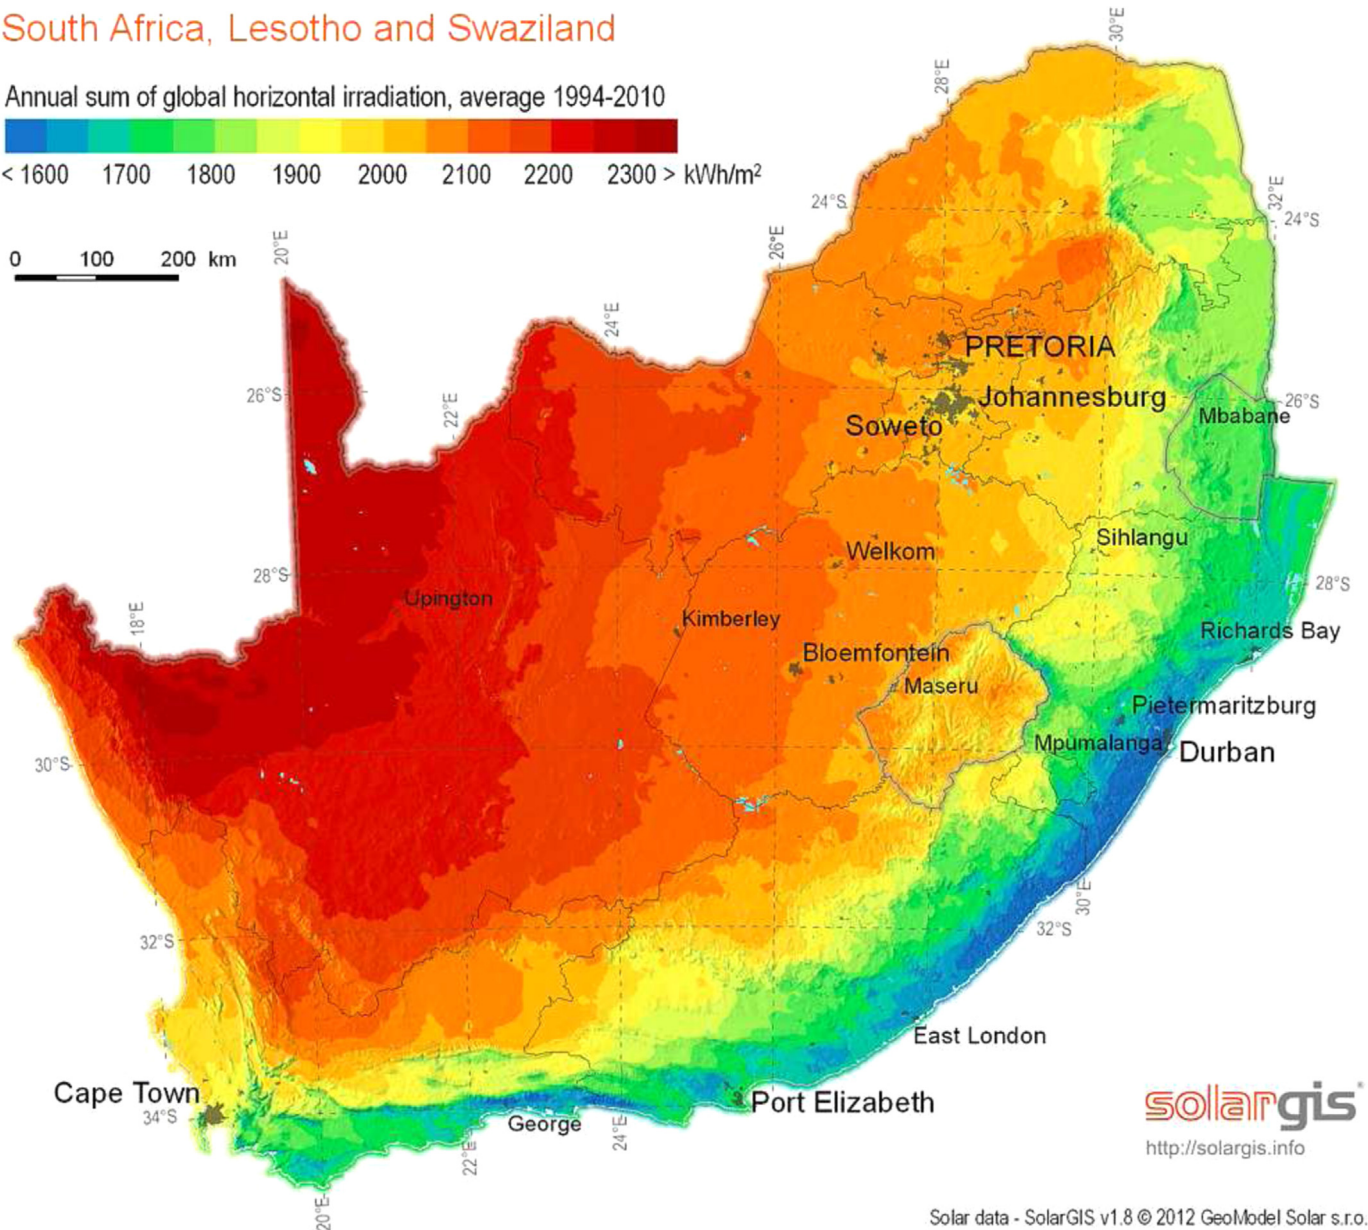 South Africa, Lesotho and Swaziland
Annual sum of global horizontal irradiation, average 1994-2010
< 1600 1700 1800 1900 2000 2100 2200 2300 > kWh/m²
0 100 200 km
30°E
28°E
32°E
24°S
24°S
26°E
20°E
24°E
22°E
26°S
26°S
PRETORIA
Johannesburg
Soweto
Mbabane
Sihlangu
Welkom
28°S
28°S
18°E
Upington
Kimberley
Richards Bay
Bloemfontein
Maseru
Pietermaritzburg
Mpumalanga
Durban
30°S
30°E
32°S
32°S
East London
Cape Town
34°S
Port Elizabeth
George
22°E
24°E
20°E
solargis®
http://solargis.info
Solar data - SolarGIS v1.8 © 2012 GeoModel Solar s.r.o.